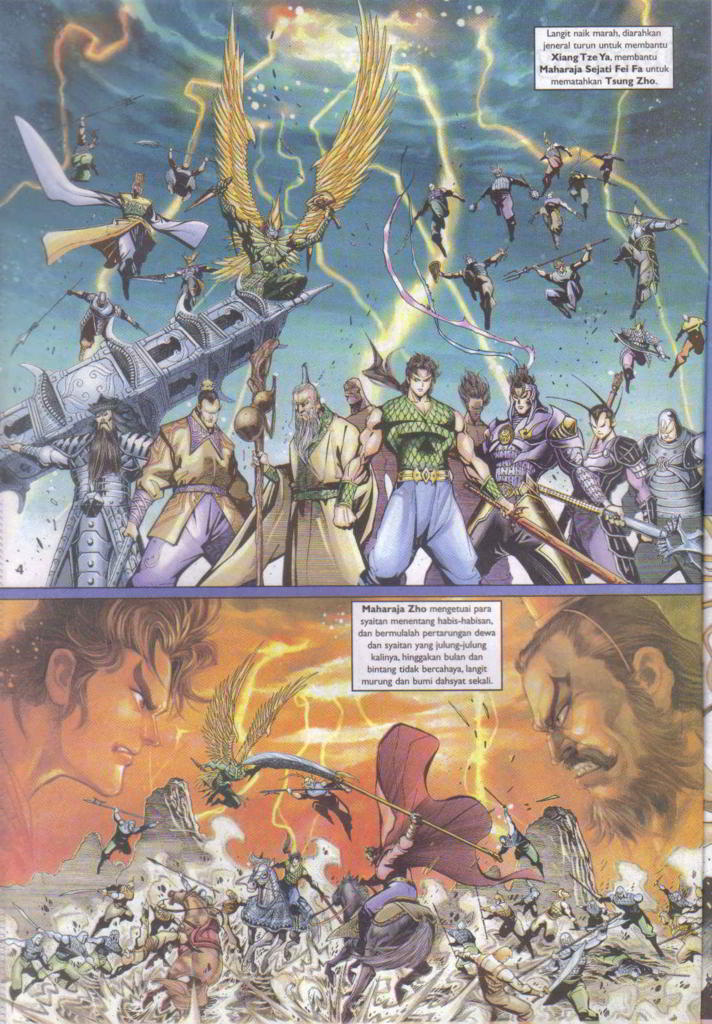 Langit naik marah, diarahkan
jeneral turun untuk membantu
Xiang Tze Ya, membantu
Maharaja Sejati Fei Fa untuk
mematahkan Tsung Zho.
4
Maharaja Zho mengetuai para
syaitan menentang habis-habisan,
dan bermulalah pertarungan dewa
dan syaitan yang julung-julung
kalinya, hinggakan bulan dan
bintang tidak bercahaya, langit
murung dan bumi dahsyat sekali.